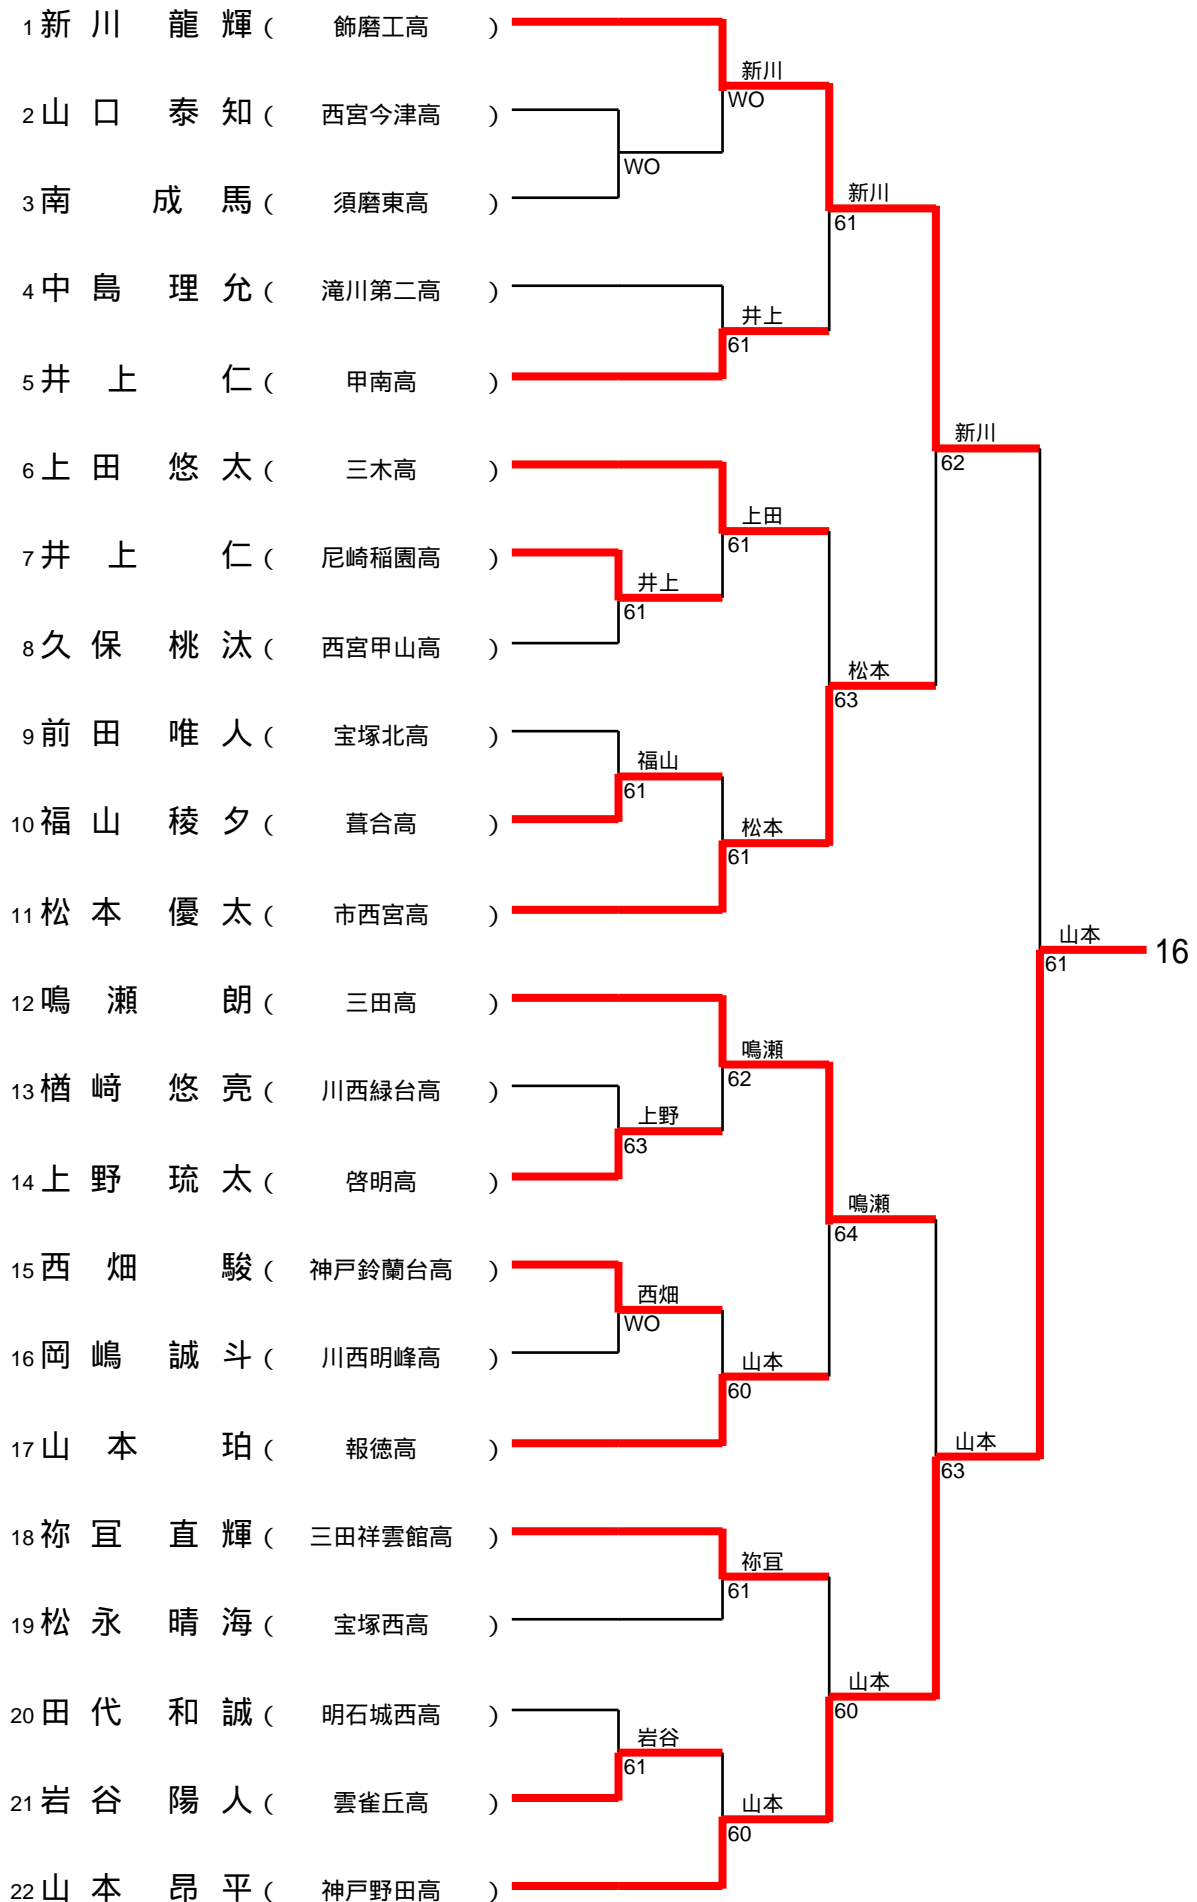 1 新川 龍輝 ( 飾磨工高 )
新川
2 山口 泰知 ( 西宮今津高 )
WO
WO
3 南 成馬 ( 須磨東高 )
新川
61
4 中島 理允 ( 滝川第二高 )
井上
61
5 井上 仁 ( 甲南高 )
新川
62
6 上田 悠太 ( 三木高 )
上田
61
7 井上 仁 ( 尼崎稲園高 )
井上
61
8 久保 桃汰 ( 西宮甲山高 )
松本
63
9 前田 唯人 ( 宝塚北高 )
福山
61
10 福山 稜夕 ( 葺合高 )
松本
61
11 松本 優太 ( 市西宮高 )
山本
61
16
12 鳴瀬 朗 ( 三田高 )
鳴瀬
62
13 楢﨑 悠亮 ( 川西緑台高 )
上野
63
14 上野 琉太 ( 啓明高 )
鳴瀬
64
15 西畑 駿 ( 神戸鈴蘭台高 )
西畑
WO
16 岡嶋 誠斗 ( 川西明峰高 )
山本
60
17 山本 珀 ( 報徳高 )
山本
63
18 祢冝 直輝 ( 三田祥雲館高 )
祢冝
61
19 松永 晴海 ( 宝塚西高 )
山本
60
20 田代 和誠 ( 明石城西高 )
岩谷
61
21 岩谷 陽人 ( 雲雀丘高 )
山本
60
22 山本 昂平 ( 神戸野田高 )